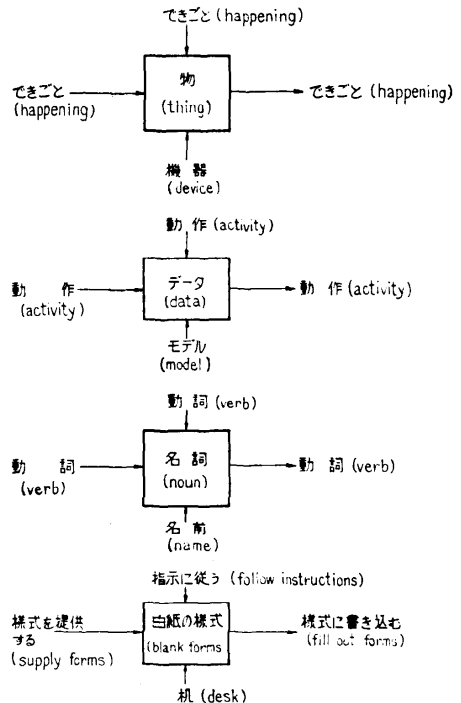 できごと (happening)
できごと
(happening)
物
(thing)
できごと (happening)
機器
(device)
動作 (activity)
動作
(activity)
データ
(data)
動作 (activity)
モデル
(model)
動詞 (verb)
動詞
(verb)
名詞
(noun)
動詞 (verb)
名前
(name)
指示に従う (follow instructions)
様式を提供
する
(supply forms)
白紙の様式
(blank forms
様式に書き込む
(fill out forms)
机 (desk)